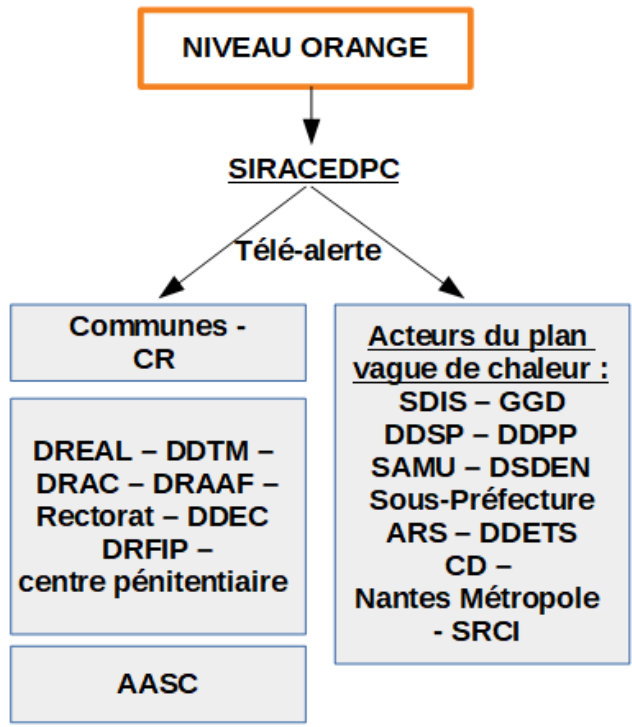 NIVEAU ORANGE
SIRACEDPC
Télé-alerte
Communes -
CR
DREAL – DDTM –
DRAC – DRAAF –
Rectorat – DDEC
DRFIP –
centre pénitentiaire
AASC
Acteurs du plan
vague de chaleur :
SDIS – GGD
DDSP – DDPP
SAMU – DSDEN
Sous-Préfecture
ARS – DDETS
CD –
Nantes Métropole
- SRCI